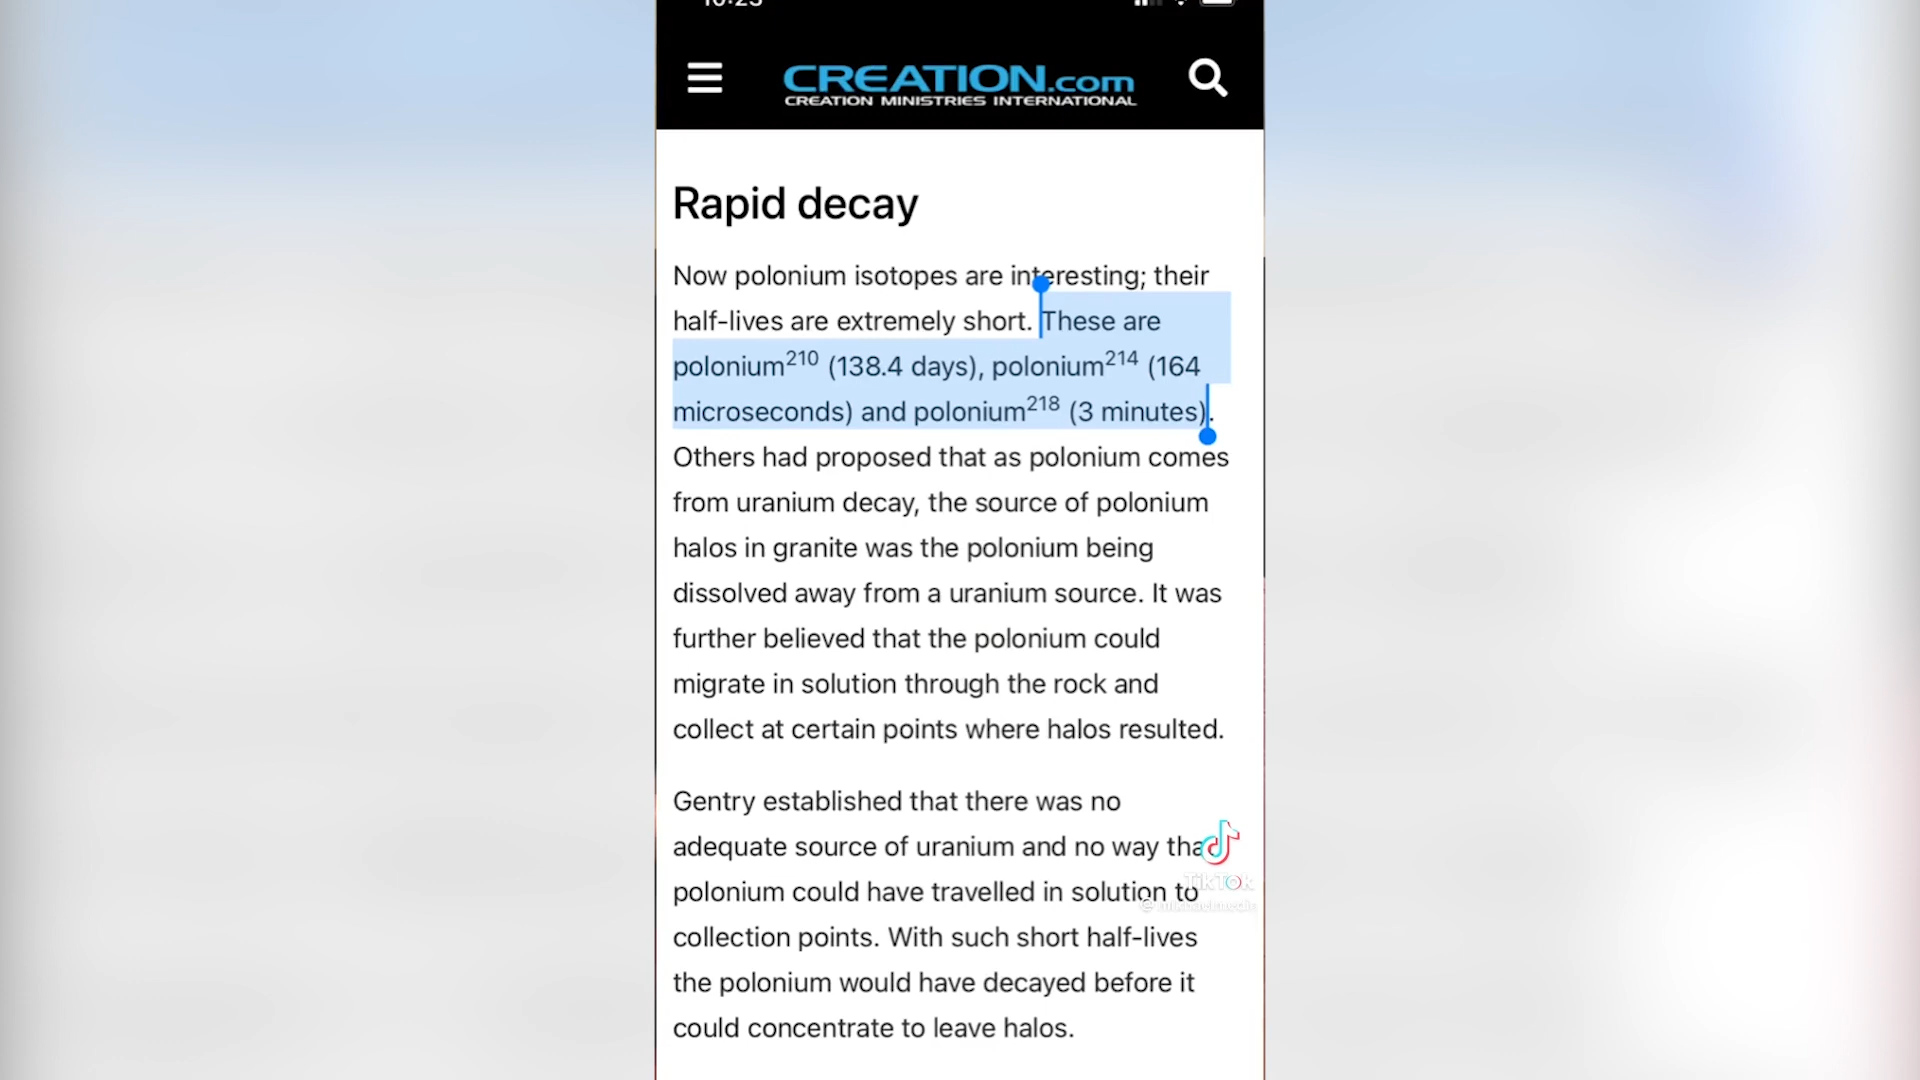 CREATION.com
CREATION MINISTRIES INTERNATIONAL
Rapid decay
Now polonium isotopes are interesting; their
half-lives are extremely short. These are
polonium²¹⁰ (138.4 days), polonium²¹⁴ (164
microseconds) and polonium²¹⁸ (3 minutes).
Others had proposed that as polonium comes
from uranium decay, the source of polonium
halos in granite was the polonium being
dissolved away from a uranium source. It was
further believed that the polonium could
migrate in solution through the rock and
collect at certain points where halos resulted.
Gentry established that there was no
adequate source of uranium and no way that
polonium could have travelled in solution to
collection points. With such short half-lives
the polonium would have decayed before it
could concentrate to leave halos.
TikTok